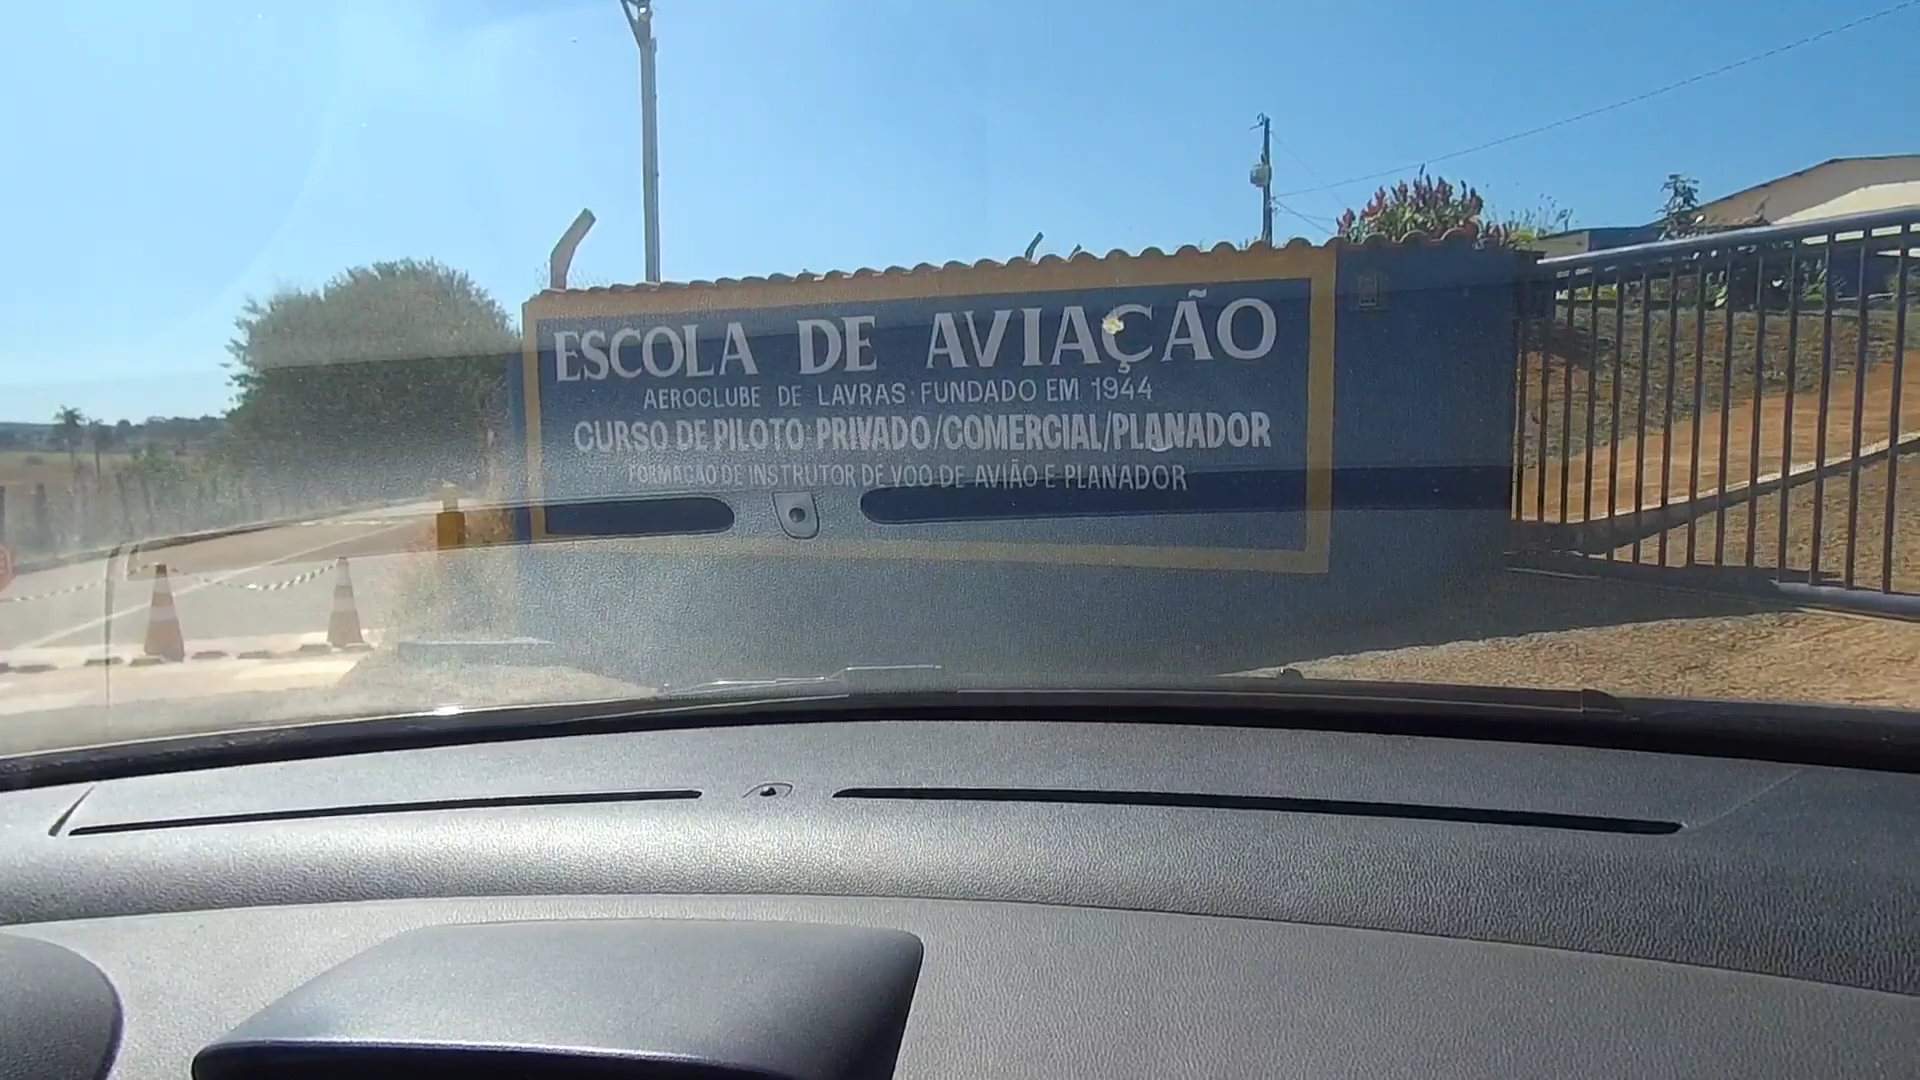 ESCOLA DE AVIAÇÃO
AEROCLUBE DE LAVRAS · FUNDADO EM 1944
CURSO DE PILOTO: PRIVADO/COMERCIAL/PLANADOR
FORMAÇÃO DE INSTRUTOR DE VOO DE AVIÃO E PLANADOR